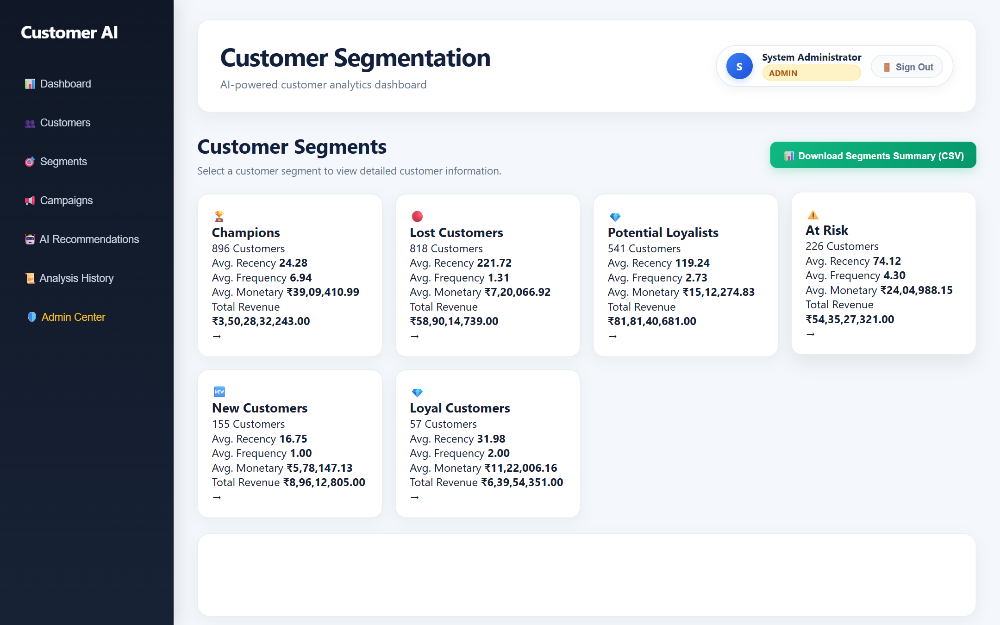 Customer AI
Dashboard
Customers
Segments
Campaigns
AI Recommendations
Analysis History
Admin Center
Customer Segmentation
AI-powered customer analytics dashboard
S
System Administrator
ADMIN
Sign Out
Customer Segments
Select a customer segment to view detailed customer information.
Download Segments Summary (CSV)
Champions
896 Customers
Avg. Recency 24.28
Avg. Frequency 6.94
Avg. Monetary ₹39,09,410.99
Total Revenue
₹3,50,28,32,243.00
→
Lost Customers
818 Customers
Avg. Recency 221.72
Avg. Frequency 1.31
Avg. Monetary ₹7,20,066.92
Total Revenue
₹58,90,14,739.00
→
Potential Loyalists
541 Customers
Avg. Recency 119.24
Avg. Frequency 2.73
Avg. Monetary ₹15,12,274.83
Total Revenue
₹81,81,40,681.00
→
At Risk
226 Customers
Avg. Recency 74.12
Avg. Frequency 4.30
Avg. Monetary ₹24,04,988.15
Total Revenue
₹54,35,27,321.00
→
NEW
New Customers
155 Customers
Avg. Recency 16.75
Avg. Frequency 1.00
Avg. Monetary ₹5,78,147.13
Total Revenue ₹8,96,12,805.00
→
Loyal Customers
57 Customers
Avg. Recency 31.98
Avg. Frequency 2.00
Avg. Monetary ₹11,22,006.16
Total Revenue ₹6,39,54,351.00
→